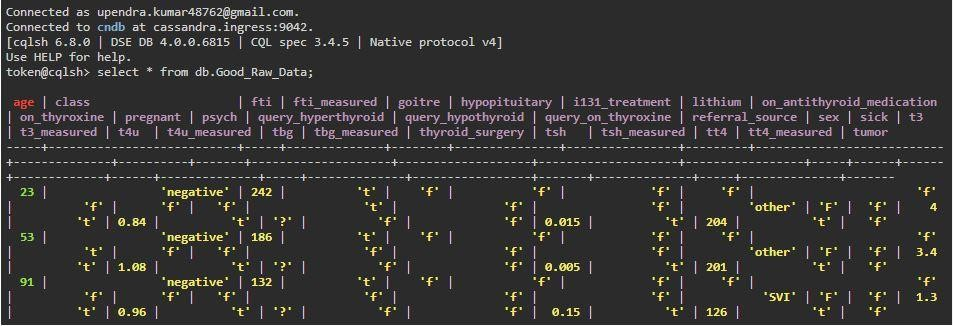 Connected as upendra.kumar48762@gmail.com.
Connected to cndb at cassandra.ingress:9042.
[cqlsh 6.8.0 | DSE DB 4.0.0.6815 | CQL spec 3.4.5 | Native protocol v4]
Use HELP for help.
token@cqlsh> select * from db.Good_Raw_Data;
age | class | fti | fti_measured | goitre | hypopituitary | i131_treatment | lithium | on_antithyroid_medication
| on_thyroxine | pregnant | psych | query_hyperthyroid | query_hypothyroid | query_on_thyroxine | referral_source | sex | sick | t3
| t3_measured | t4u | t4u_measured | tbg | tbg_measured | thyroid_surgery | tsh | tsh_measured | tt4 | tt4_measured | tumor
23 | 'negative' | 242 | 't' | 'f' | 'f' | 'f' | 'f' | 'f'
| 'f' | 'f' | 'f' | 't' | 'f' | 'f' | 'other' | 'F' | 'f' | 4
| 't' | 0.84 | 't' | '?' | 'f' | 'f' | 0.015 | 't' | 204 | 't' | 'f'
53 | 'negative' | 186 | 't' | 'f' | 'f' | 'f' | 'f' | 'f'
| 't' | 'f' | 'f' | 'f' | 'f' | 'f' | 'other' | 'F' | 'f' | 3.4
| 't' | 1.08 | 't' | '?' | 'f' | 'f' | 0.005 | 't' | 201 | 't' | 'f'
91 | 'negative' | 132 | 't' | 'f' | 'f' | 'f' | 'f' | 'f'
| 'f' | 'f' | 'f' | 'f' | 'f' | 'f' | 'SVI' | 'F' | 'f' | 1.3
| 't' | 0.96 | 't' | '?' | 'f' | 'f' | 0.15 | 't' | 126 | 't' | 'f'